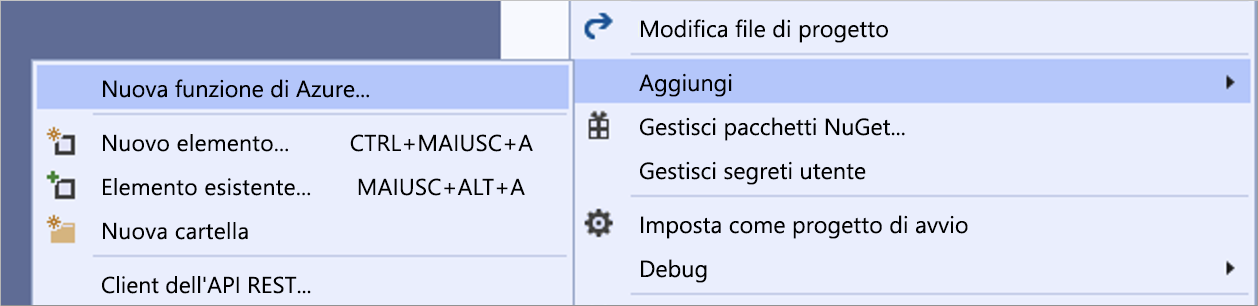 Modifica file di progetto
Aggiungi
Gestisci pacchetti NuGet...
Gestisci segreti utente
Imposta come progetto di avvio
Debug
Nuova funzione di Azure...
Nuovo elemento... CTRL+MAIUSC+A
Elemento esistente... MAIUSC+ALT+A
Nuova cartella
Client dell'API REST...